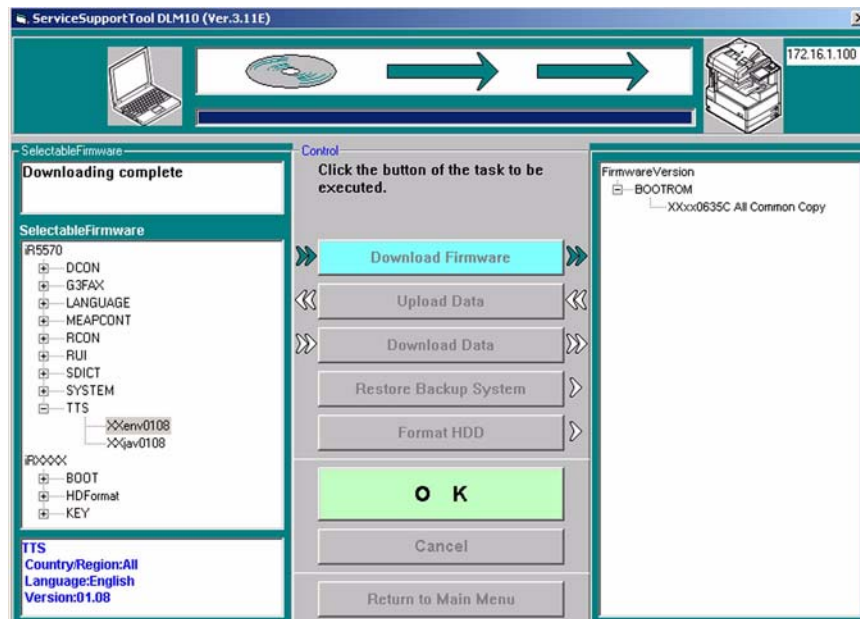 ServiceSupportTool DLM10 (Ver.3.11E)
172.16.1.100
SelectableFirmware
Downloading complete
SelectableFirmware
iR5570
DCON
G3FAX
LANGUAGE
MEAPCONT
RCON
RUI
SDICT
SYSTEM
TTS
XXenv0108
XXjav0108
iRXXXX
BOOT
HDFormat
KEY
TTS
Country/Region:All
Language:English
Version:01.08
Control
Click the button of the task to be
executed.
Download Firmware
Upload Data
Download Data
Restore Backup System
Format HDD
O K
Cancel
Return to Main Menu
FirmwareVersion
BOOTROM
XXxx0635C All Common Copy